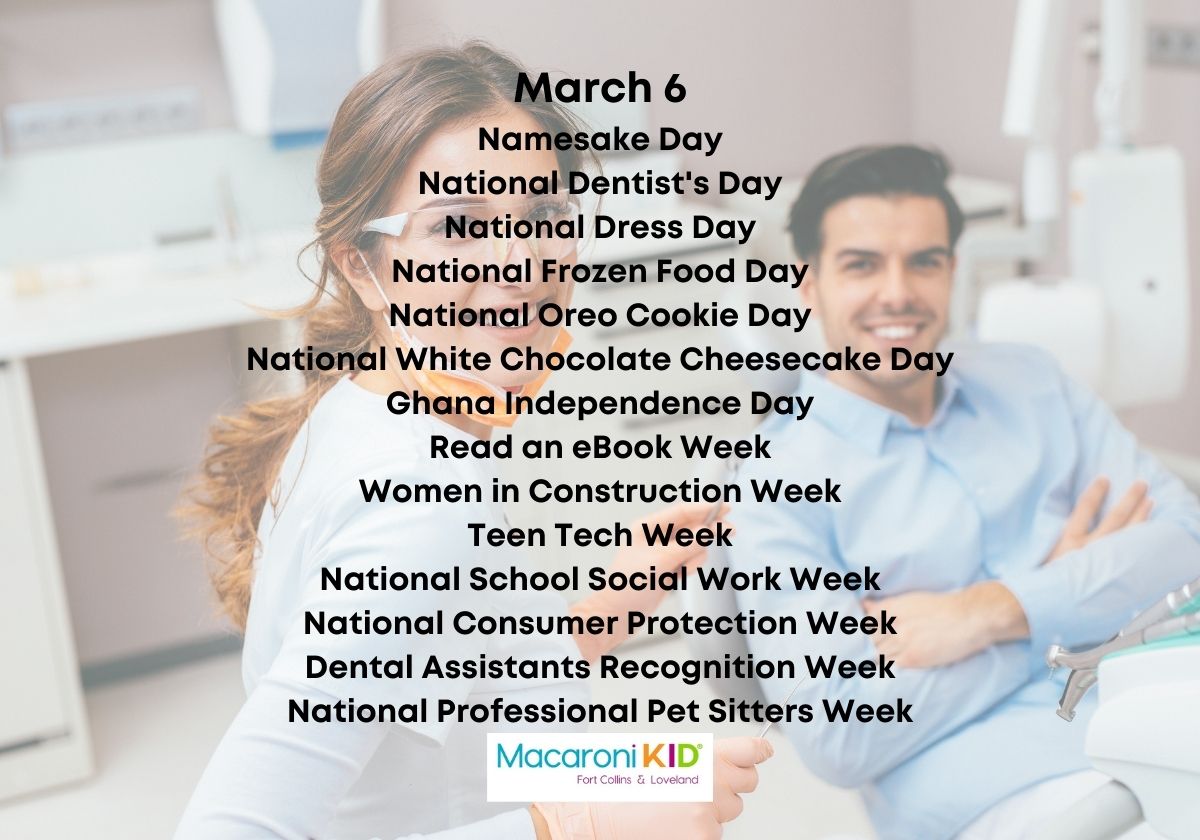 March 6
Namesake Day
National Dentist's Day
National Dress Day
National Frozen Food Day
National Oreo Cookie Day
National White Chocolate Cheesecake Day
Ghana Independence Day
Read an eBook Week
Women in Construction Week
Teen Tech Week
National School Social Work Week
National Consumer Protection Week
Dental Assistants Recognition Week
National Professional Pet Sitters Week
Macaroni KID®
Fort Collins & Loveland